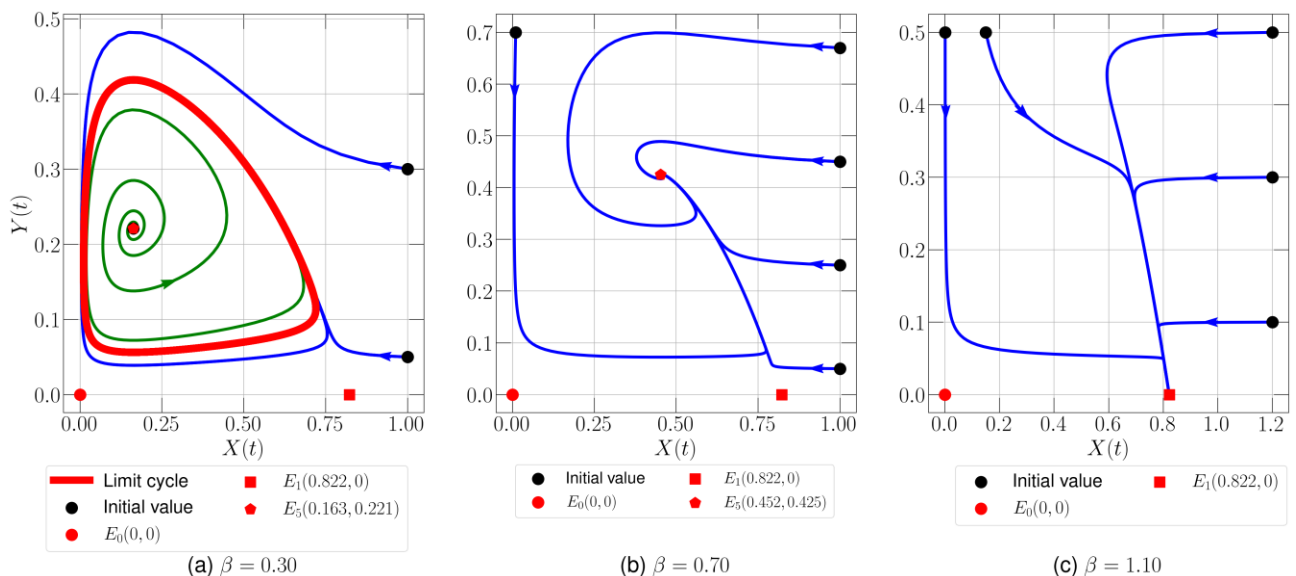 0.5
0.4
0.3
0.2
0.1
0.0
Y(t)
0.00 0.25 0.50 0.75 1.00
X(t)
Limit cycle
Initial value
E₀(0, 0)
E₁(0.822, 0)
E₅(0.163, 0.221)
(a) β = 0.30
0.7
0.6
0.5
0.4
0.3
0.2
0.1
0.0
0.00 0.25 0.50 0.75 1.00
X(t)
Initial value
E₀(0, 0)
E₁(0.822, 0)
E₅(0.452, 0.425)
(b) β = 0.70
0.5
0.4
0.3
0.2
0.1
0.0
0.0 0.2 0.4 0.6 0.8 1.0 1.2
X(t)
Initial value
E₀(0, 0)
E₁(0.822, 0)
(c) β = 1.10